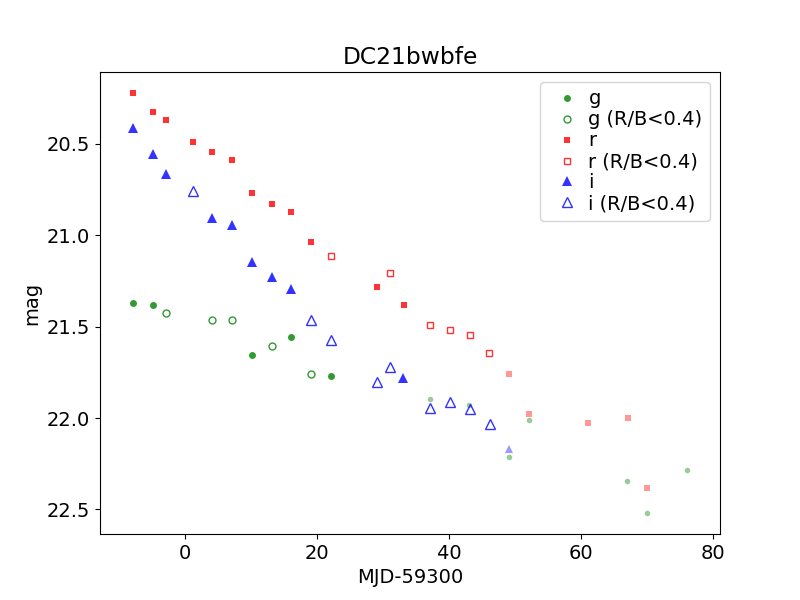 DC21bwbfe
g
g (R/B<0.4)
r
r (R/B<0.4)
i
i (R/B<0.4)
20.5
21.0
21.5
22.0
22.5
mag
0
20
40
60
80
MJD-59300